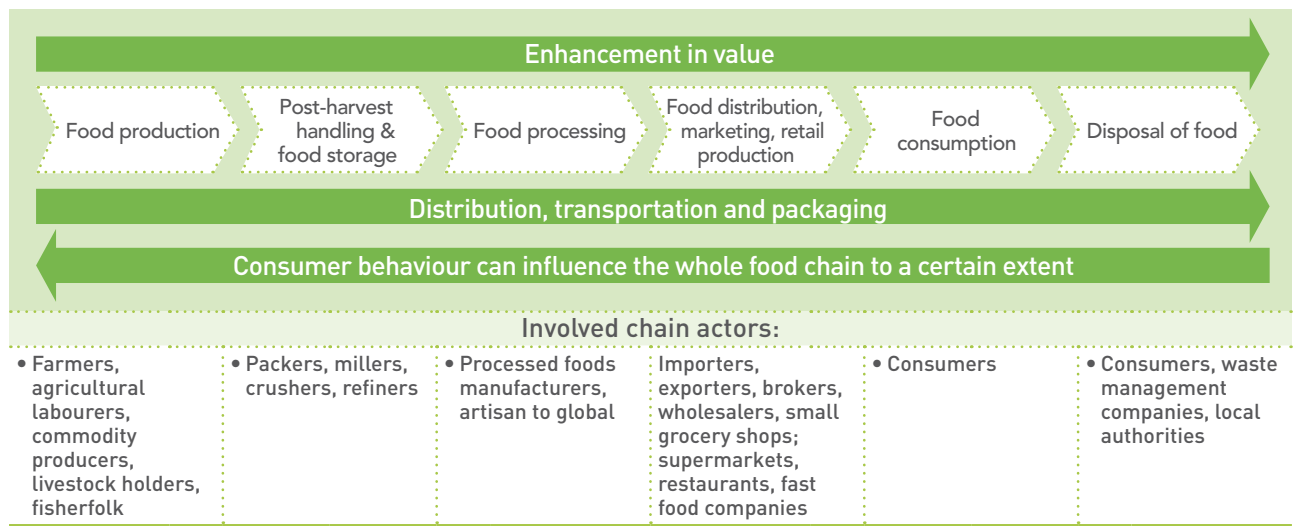 Enhancement in value
Food production
Post-harvest
handling &
food storage
Food processing
Food distribution,
marketing, retail
production
Food
consumption
Disposal of food
Distribution, transportation and packaging
Consumer behaviour can influence the whole food chain to a certain extent
Involved chain actors:
• Farmers,
agricultural
labourers,
commodity
producers,
livestock holders,
fisherfolk
• Packers, millers,
crushers, refiners
• Processed foods
manufacturers,
artisan to global
Importers,
exporters, brokers,
wholesalers, small
grocery shops;
supermarkets,
restaurants, fast
food companies
• Consumers
• Consumers, waste
management
companies, local
authorities